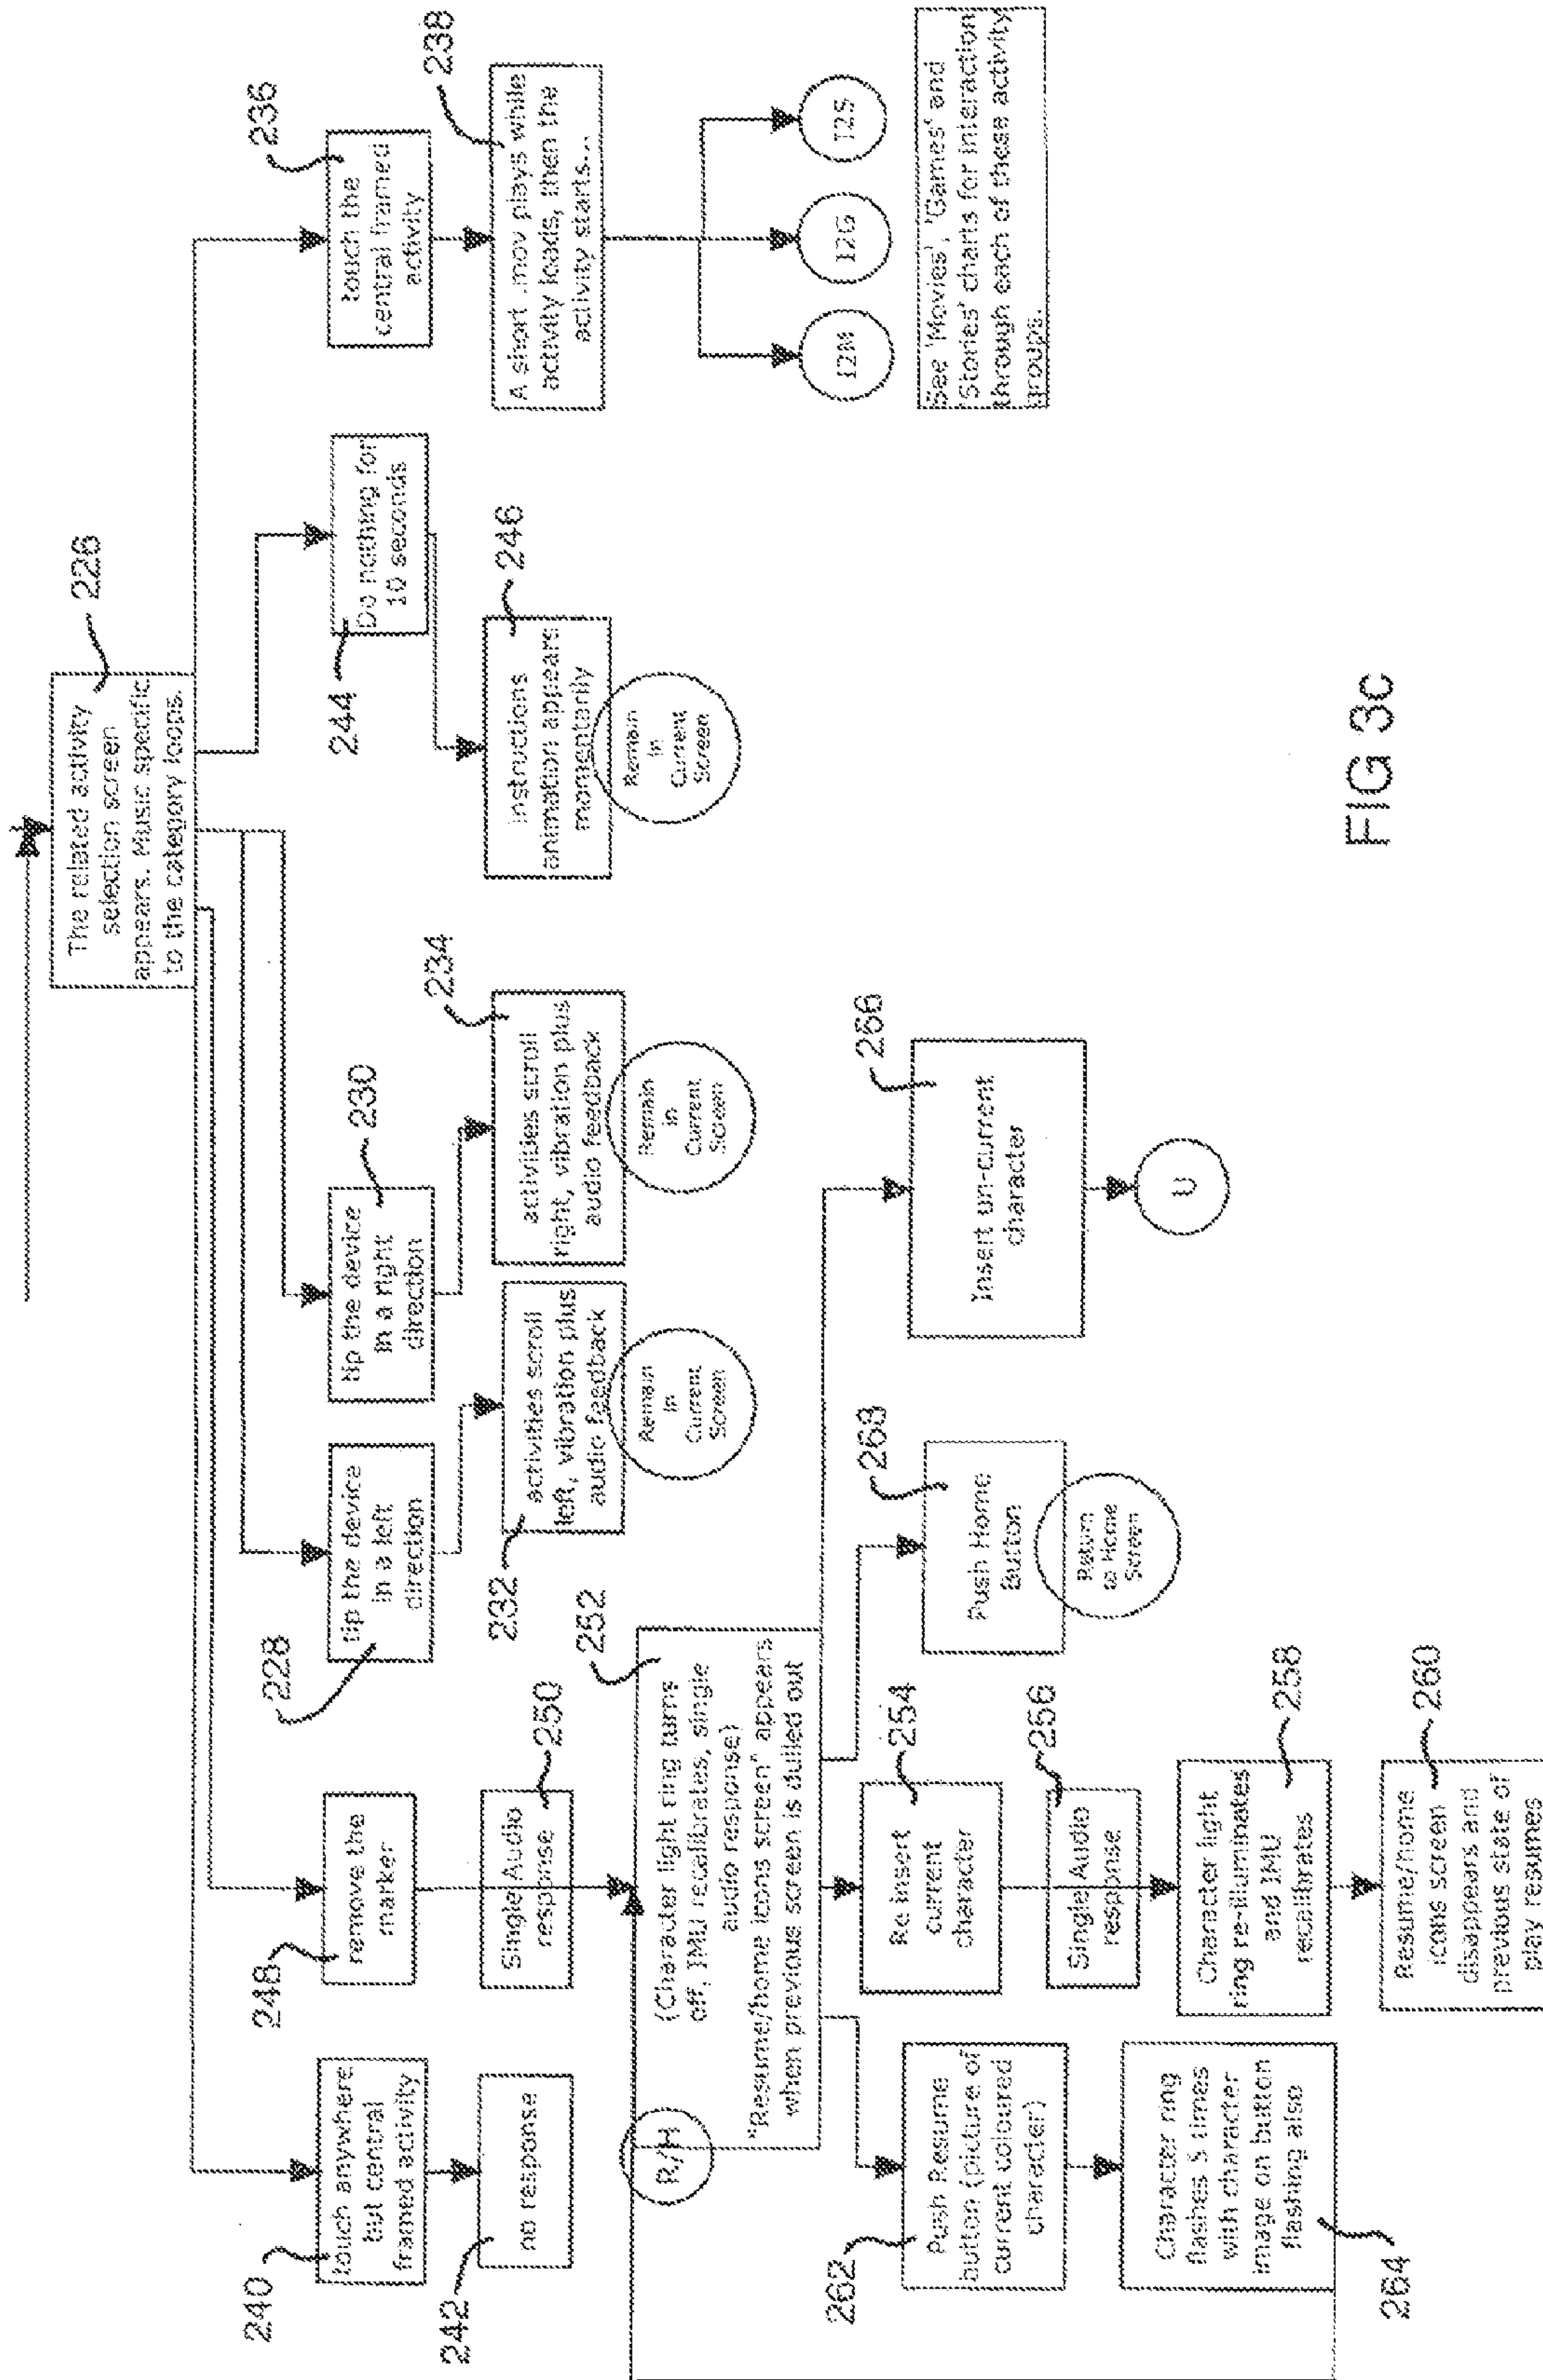 226
The related activity
selection screen
appears. Music specific
to the category loops.
240
touch anywhere
but central
framed activity
242
no response
248
remove the
marker
250
Single Audio
response
228
tip the device
in a left
direction
232
activities scroll
left, vibration plus
audio feedback
Remain
in
Current
Screen
230
tip the device
in a right
direction
234
activities scroll
right, vibration plus
audio feedback
Remain
in
Current
Screen
244
Do nothing for
10 seconds
246
instructions
animation appears
momentarily
Remain
in
Current
Screen
236
touch the
central framed
activity
238
A short .mov plays while
activity loads, then the
activity starts...
I2M
I2G
I2S
See 'Movies', 'Games' and
'Stories' charts for interaction
through each of these activity
groups.
R/H
252
(Character light ring turns
off, IMU recalibrates, single
audio response)
"Resume/home icons screen" appears
when previous screen is dulled out
262
Push Resume
button (picture of
current coloured
character)
264
Character ring
flashes 5 times
with character
image on button
flashing also
254
Re insert
current
character
256
Single Audio
response
258
Character light
ring re-illuminates
and IMU
recalibrates
260
Resume/home
icons screen
disappears and
previous state of
play resumes
268
Push Home
Button
Return
to Home
Screen
266
Insert un-current
character
U
FIG 3c